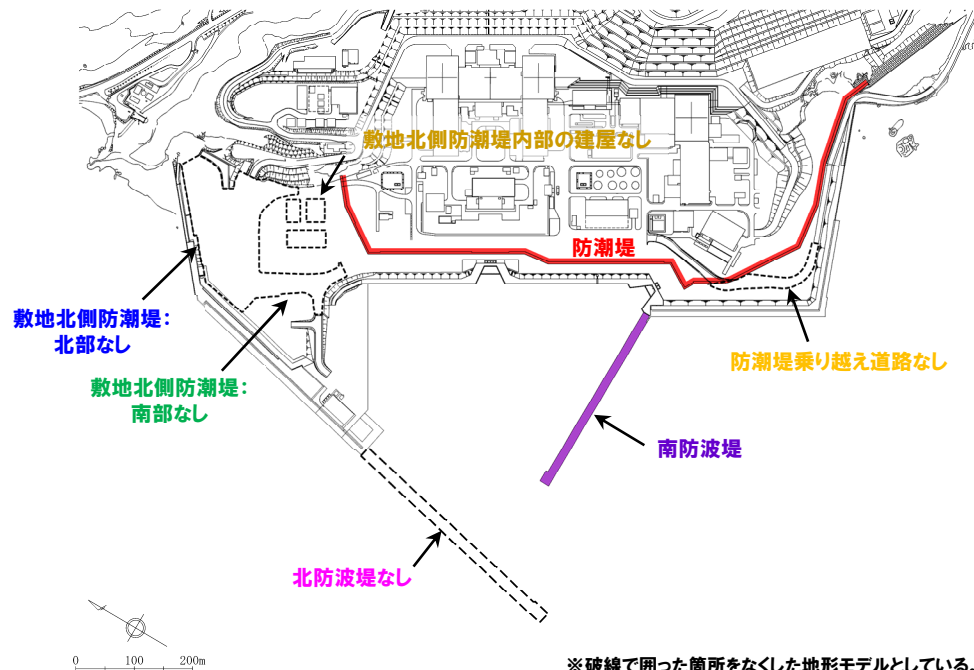 敷地北側防潮堤内部の建屋なし
防潮堤
敷地北側防潮堤：
北部なし
敷地北側防潮堤：
南部なし
防潮堤乗り越え道路なし
南防波堤
北防波堤なし
0 100 200m
※破線で囲った箇所をなくした地形モデルとしている。